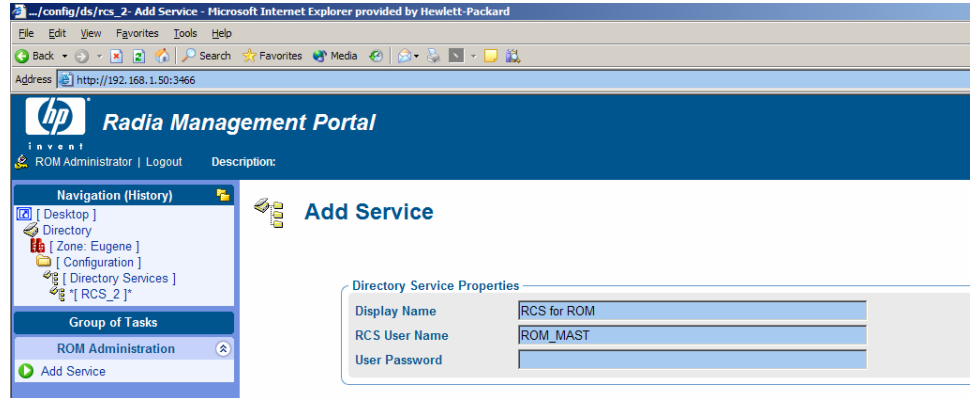 .../config/ds/rcs_2- Add Service - Microsoft Internet Explorer provided by Hewlett-Packard
File Edit View Favorites Tools Help
Back Search Favorites Media
Address http://192.168.1.50:3466
hp Radia Management Portal
invent
ROM Administrator | Logout Description:
Navigation (History)
[ Desktop ]
Directory
[ Zone: Eugene ]
[ Configuration ]
[ Directory Services ]
*[ RCS_2 ]*
Group of Tasks
ROM Administration
Add Service
Add Service
Directory Service Properties
Display Name RCS for ROM
RCS User Name ROM_MAST
User Password